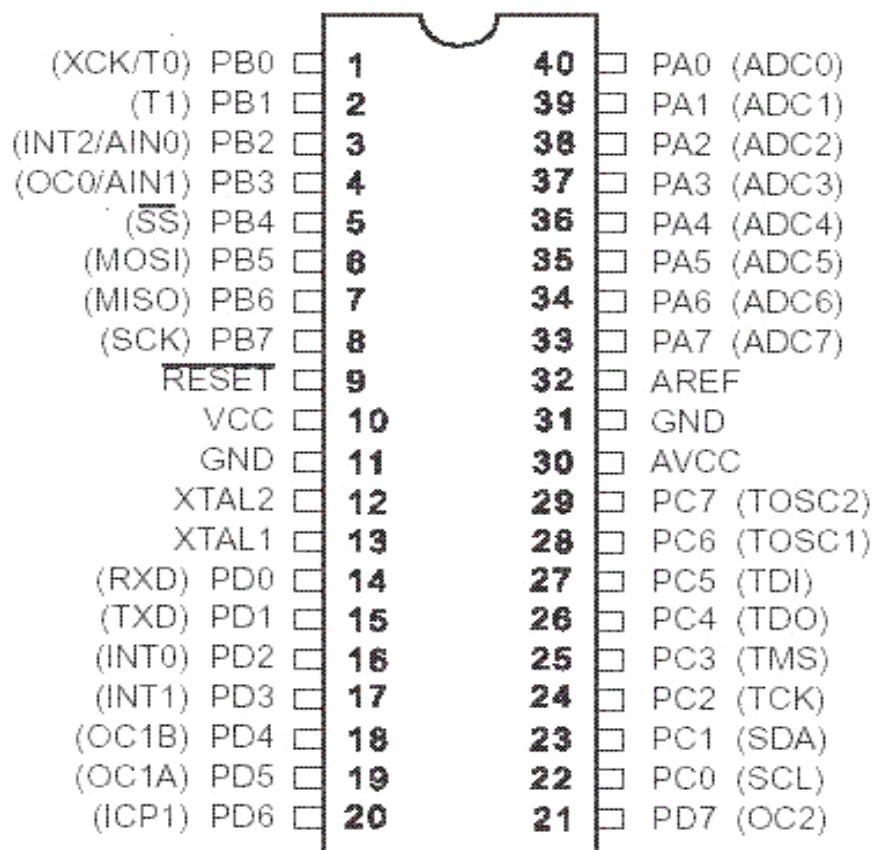 (XCK/T0) PB0 1 40 PA0 (ADC0)
(T1) PB1 2 39 PA1 (ADC1)
(INT2/AIN0) PB2 3 38 PA2 (ADC2)
(OC0/AIN1) PB3 4 37 PA3 (ADC3)
(SS) PB4 5 36 PA4 (ADC4)
(MOSI) PB5 6 35 PA5 (ADC5)
(MISO) PB6 7 34 PA6 (ADC6)
(SCK) PB7 8 33 PA7 (ADC7)
RESET 9 32 AREF
VCC 10 31 GND
GND 11 30 AVCC
XTAL2 12 29 PC7 (TOSC2)
XTAL1 13 28 PC6 (TOSC1)
(RXD) PD0 14 27 PC5 (TDI)
(TXD) PD1 15 26 PC4 (TDO)
(INT0) PD2 16 25 PC3 (TMS)
(INT1) PD3 17 24 PC2 (TCK)
(OC1B) PD4 18 23 PC1 (SDA)
(OC1A) PD5 19 22 PC0 (SCL)
(ICP1) PD6 20 21 PD7 (OC2)